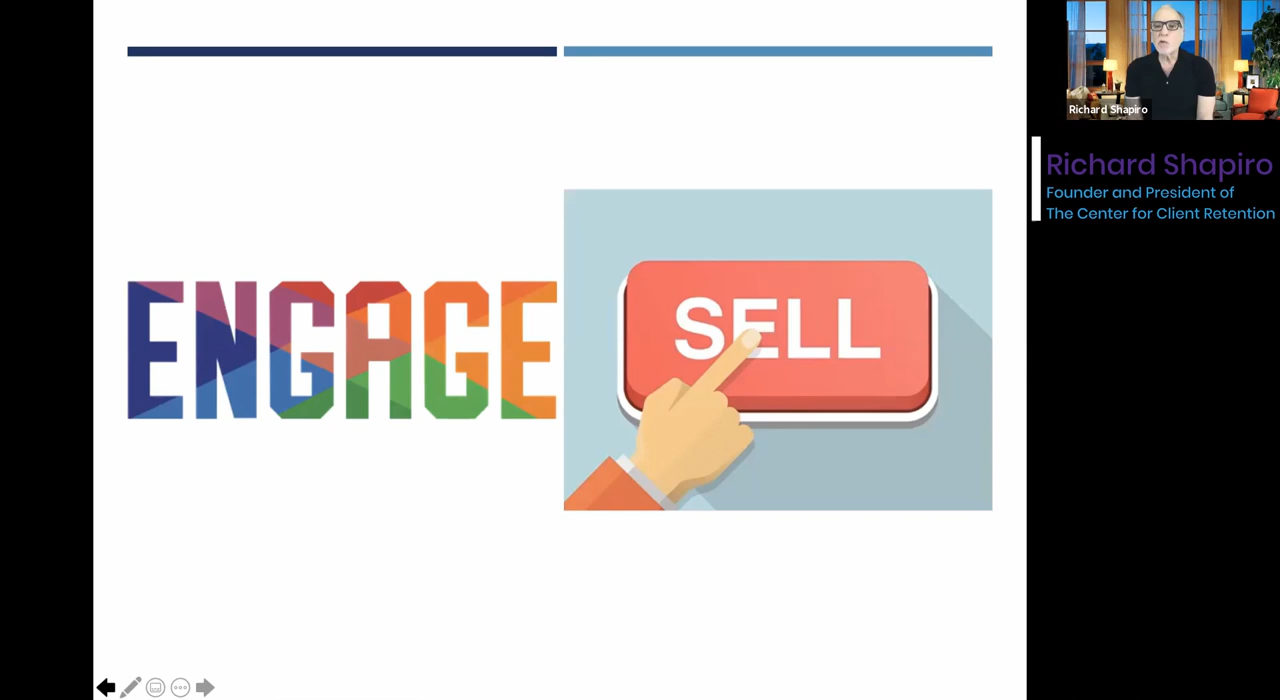 ENGAGE
SELL
Richard Shapiro
Richard Shapiro
Founder and President of
The Center for Client Retention